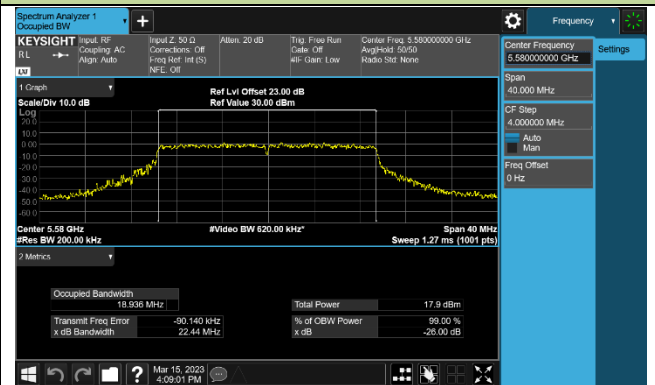 Spectrum Analyzer 1
Occupied BW
Frequency
KEYSIGHT
RL
LXI
Input: RF
Coupling: AC
Align: Auto
Input Z: 50 Ω
Corrections: Off
Freq Ref: Int (S)
NFE: Off
Atten: 20 dB
Trig: Free Run
Gate: Off
#IF Gain: Low
Center Freq: 5.580000000 GHz
Avg|Hold: 50/50
Radio Std: None
Center Frequency
5.580000000 GHz
Settings
Span
40.000 MHz
CF Step
4.000000 MHz
Auto
Man
Freq Offset
0 Hz
1 Graph
Scale/Div 10.0 dB
Ref Lvl Offset 23.00 dB
Ref Value 30.00 dBm
Log
20.0
10.0
0.00
-10.0
-20.0
-30.0
-40.0
-50.0
-60.0
Center 5.58 GHz
#Res BW 200.00 kHz
#Video BW 620.00 kHz*
Span 40 MHz
Sweep 1.27 ms (1001 pts)
2 Metrics
Occupied Bandwidth
18.936 MHz
Total Power 17.9 dBm
Transmit Freq Error -90.140 kHz
% of OBW Power 99.00 %
x dB Bandwidth 22.44 MHz
x dB -26.00 dB
?
Mar 15, 2023
4:09:01 PM